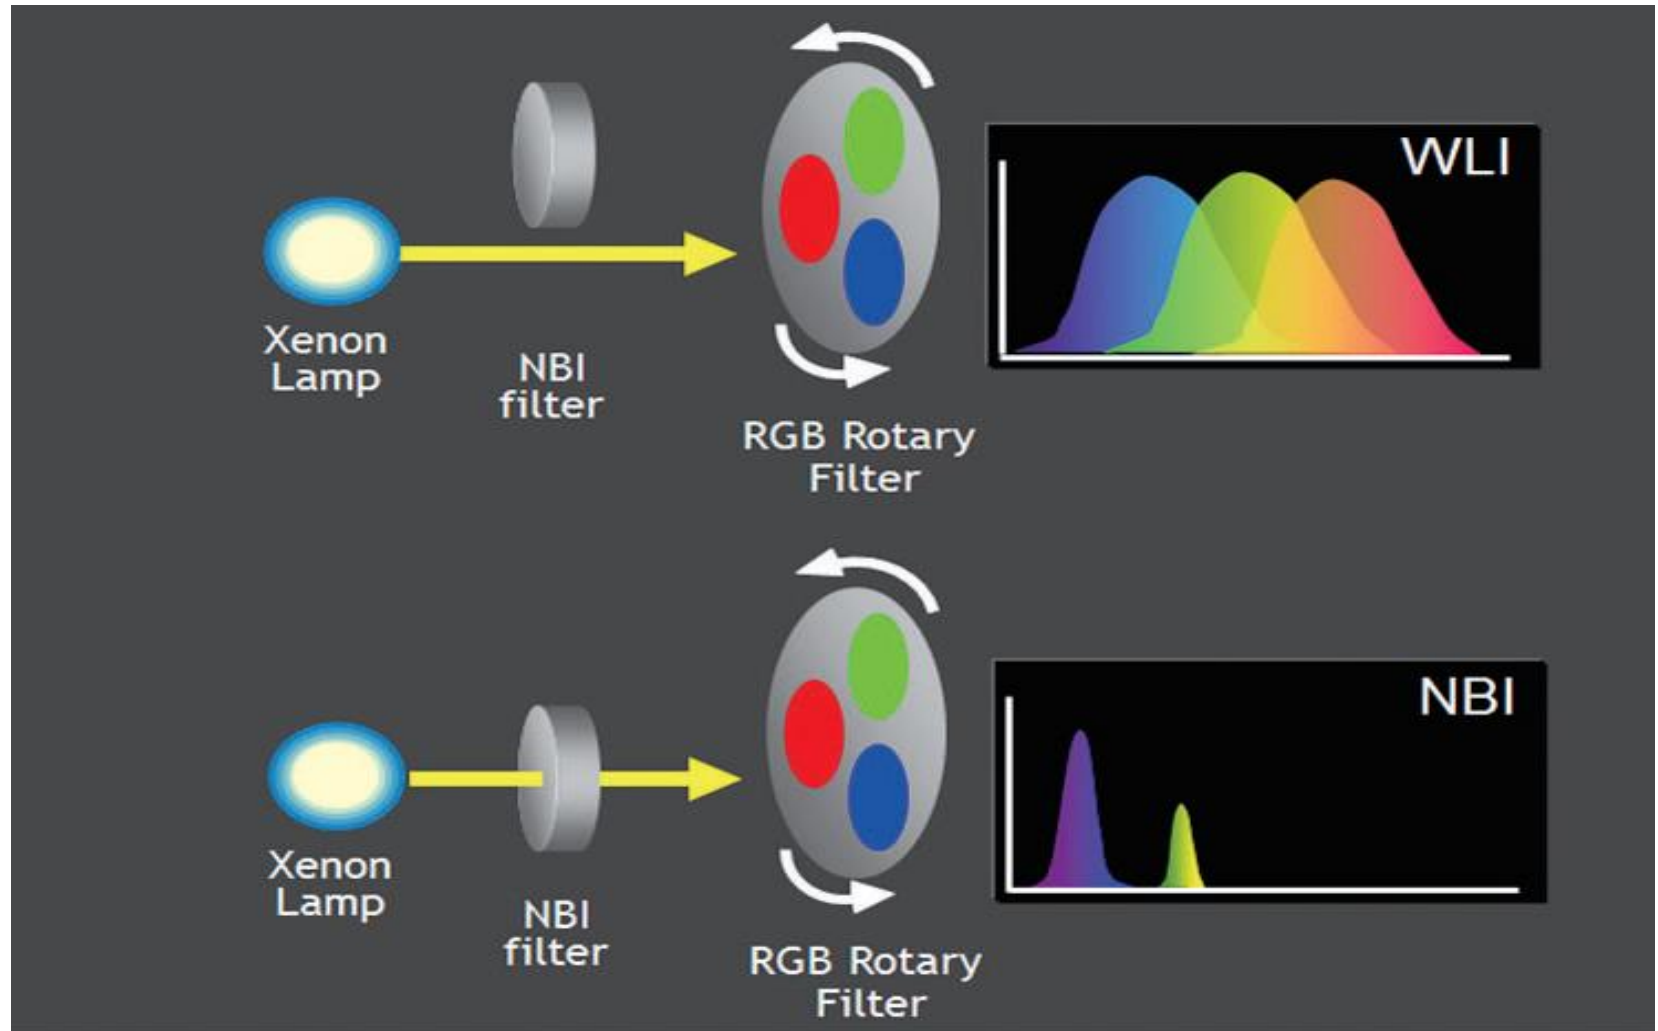 WLI
Xenon
Lamp
NBI
filter
RGB Rotary
Filter
NBI
Xenon
Lamp
NBI
filter
RGB Rotary
Filter